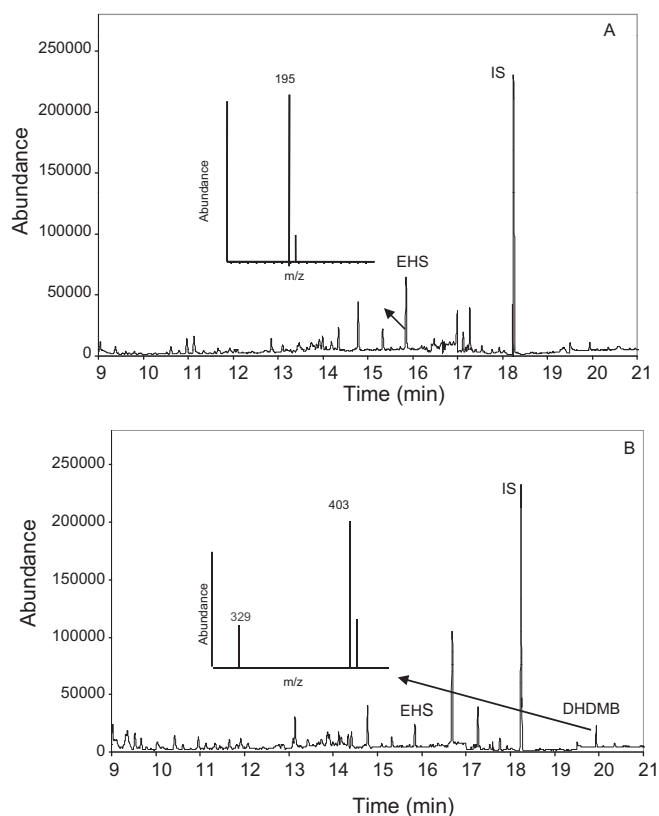 A
250000
200000
150000
100000
50000
0
Abundance
195
Abundance
m/z
EHS
IS
9 10 11 12 13 14 15 16 17 18 19 20 21
Time (min)
B
250000
200000
150000
100000
50000
0
Abundance
403
329
Abundance
m/z
EHS
IS
DHDMB
9 10 11 12 13 14 15 16 17 18 19 20 21
Time (min)